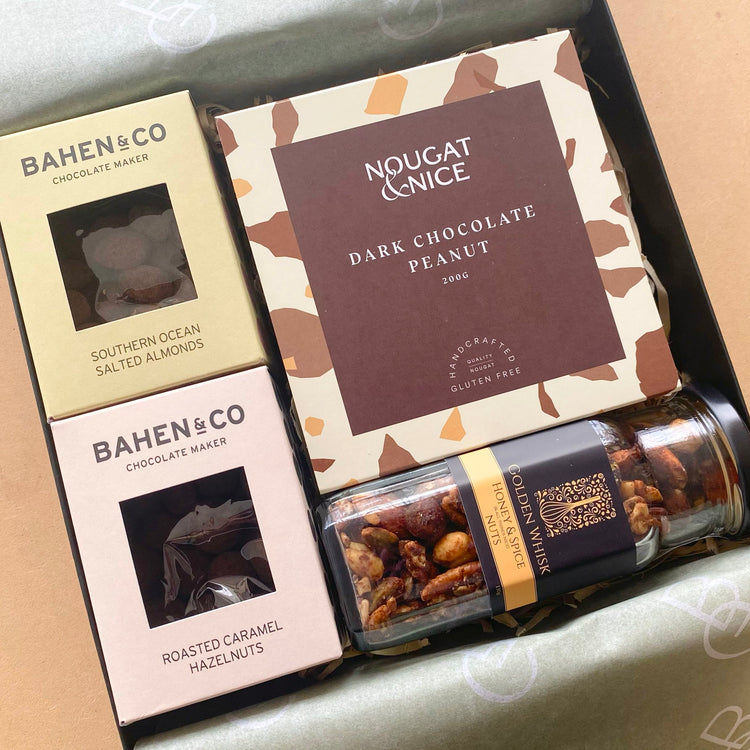 BAHEN & CO
CHOCOLATE MAKER
SOUTHERN OCEAN
SALTED ALMONDS
NOUGAT
& NICE
DARK CHOCOLATE
PEANUT
200G
HANDCRAFTED
QUALITY
NOUGAT
GLUTEN FREE
BAHEN & CO
CHOCOLATE MAKER
ROASTED CARAMEL
HAZELNUTS
GOLDEN WHISK
HONEY & SPICE
NUTS